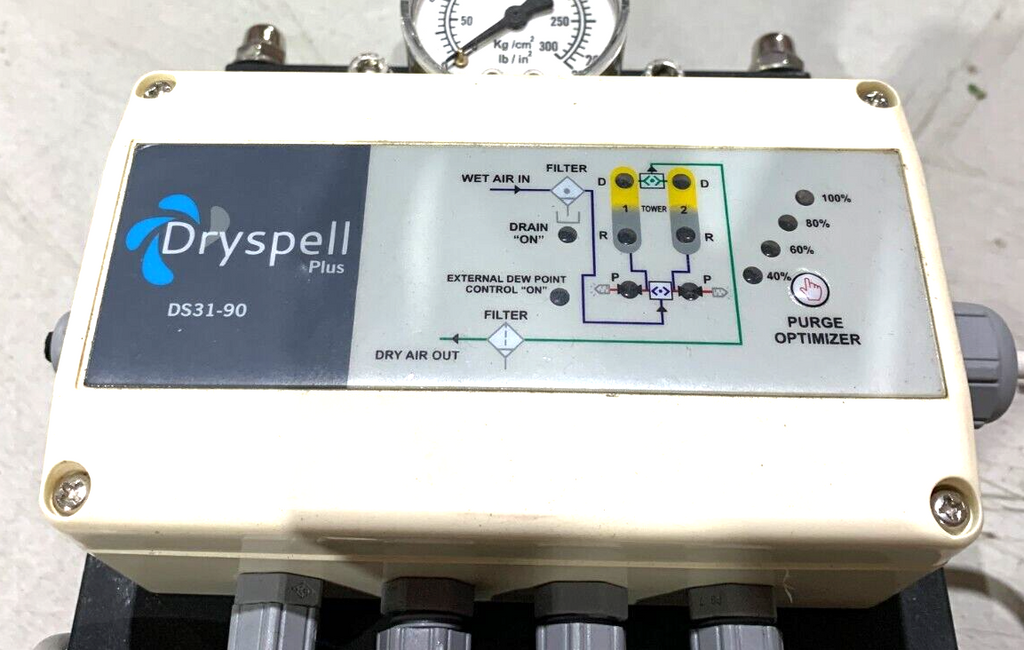 50
250
Kg/cm²
300
lb/in²
Dryspell
Plus
DS31-90
WET AIR IN
FILTER
DRAIN
"ON"
EXTERNAL DEW POINT
CONTROL "ON"
FILTER
DRY AIR OUT
D
D
1
TOWER
2
R
R
P
P
100%
80%
60%
40%
PURGE
OPTIMIZER